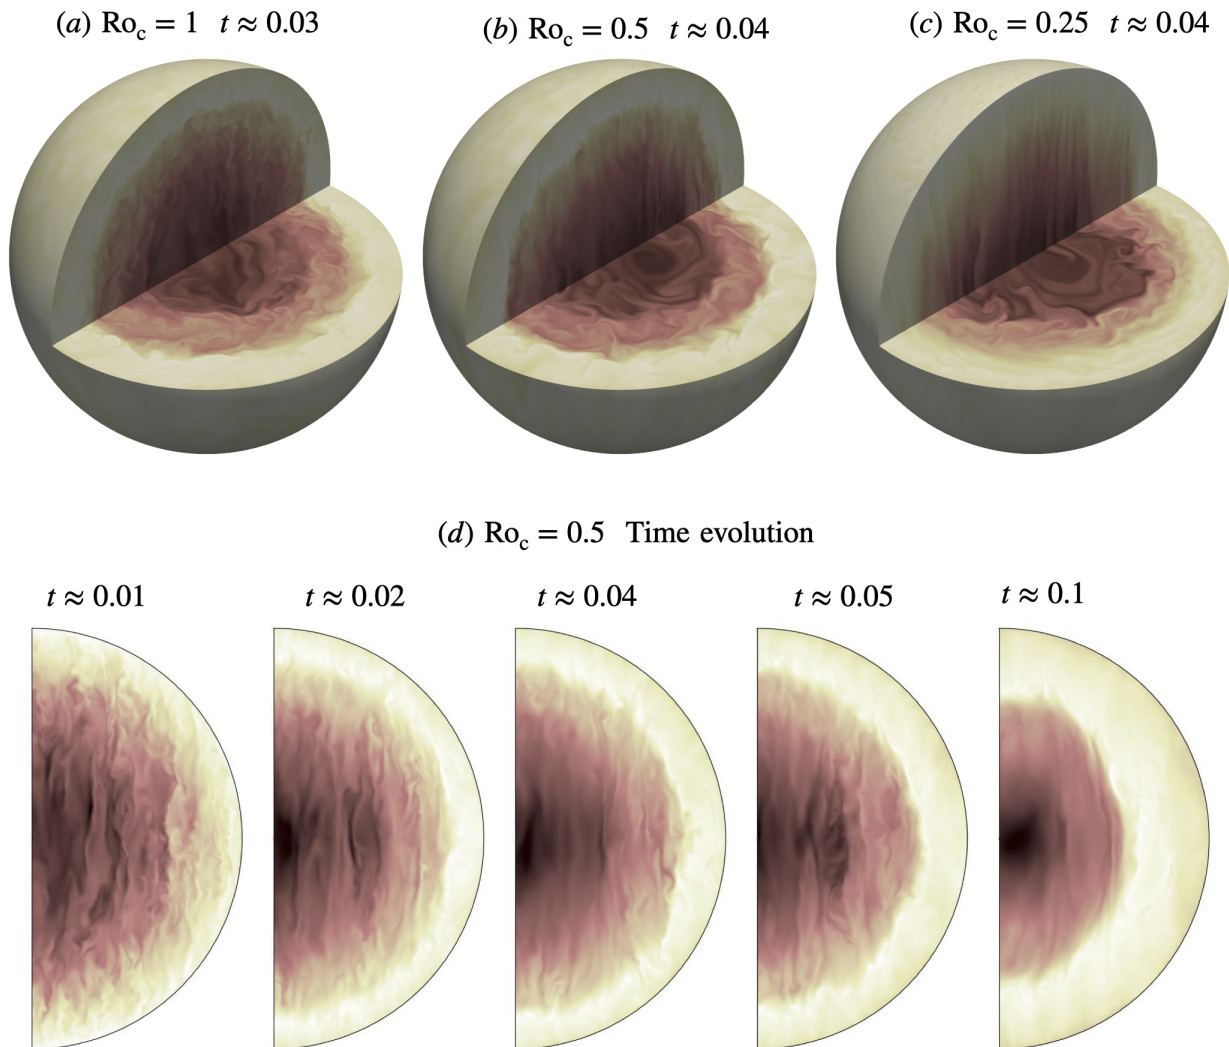 (a) Ro_c = 1 t ≈ 0.03
(b) Ro_c = 0.5 t ≈ 0.04
(c) Ro_c = 0.25 t ≈ 0.04
(d) Ro_c = 0.5 Time evolution
t ≈ 0.01
t ≈ 0.02
t ≈ 0.04
t ≈ 0.05
t ≈ 0.1